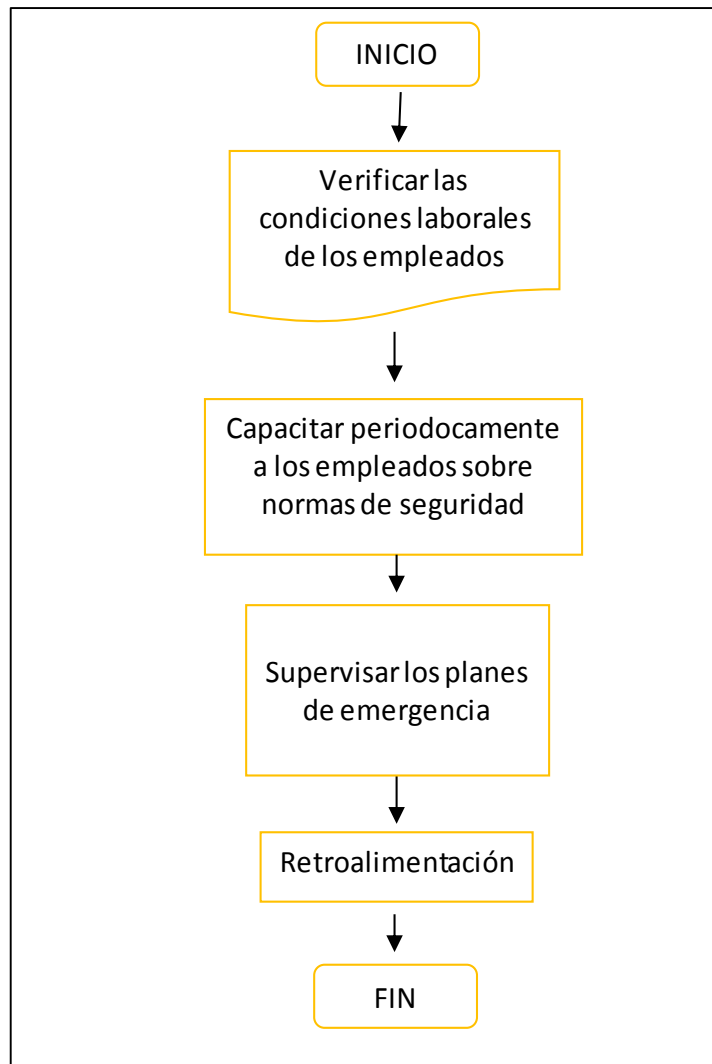 INICIO
Verificar las
condiciones laborales
de los empleados
Capacitar periodocamente
a los empleados sobre
normas de seguridad
Supervisar los planes
de emergencia
Retroalimentación
FIN